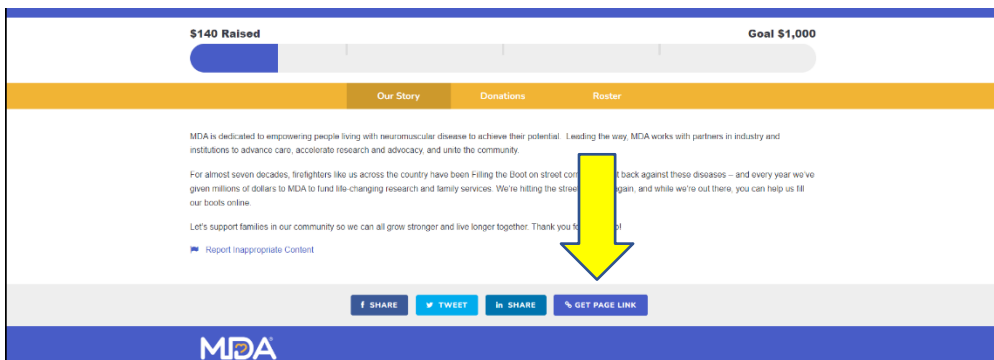 $140 Raised Goal $1,000
Our Story Donations Roster
MDA is dedicated to empowering people living with neuromuscular disease to achieve their potential. Leading the way, MDA works with partners in industry and
institutions to advance care, accelerate research and advocacy, and unite the community.
For almost seven decades, firefighters like us across the country have been Filling the Boot on street back against these diseases – and every year we've
given millions of dollars to MDA to fund life-changing research and family services. We're hitting the again, and while we're out there, you can help us fill
our boots online.
Let's support families in our community so we can all grow stronger and live longer together. Thank you
Report Inappropriate Content
f SHARE TWEET in SHARE GET PAGE LINK
MDA